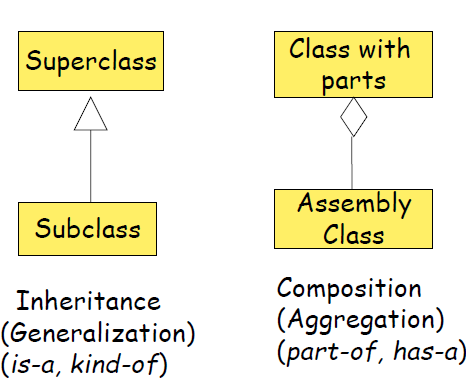 Superclass
Subclass
Inheritance
(Generalization)
(is-a, kind-of)
Class with
parts
Assembly
Class
Composition
(Aggregation)
(part-of, has-a)